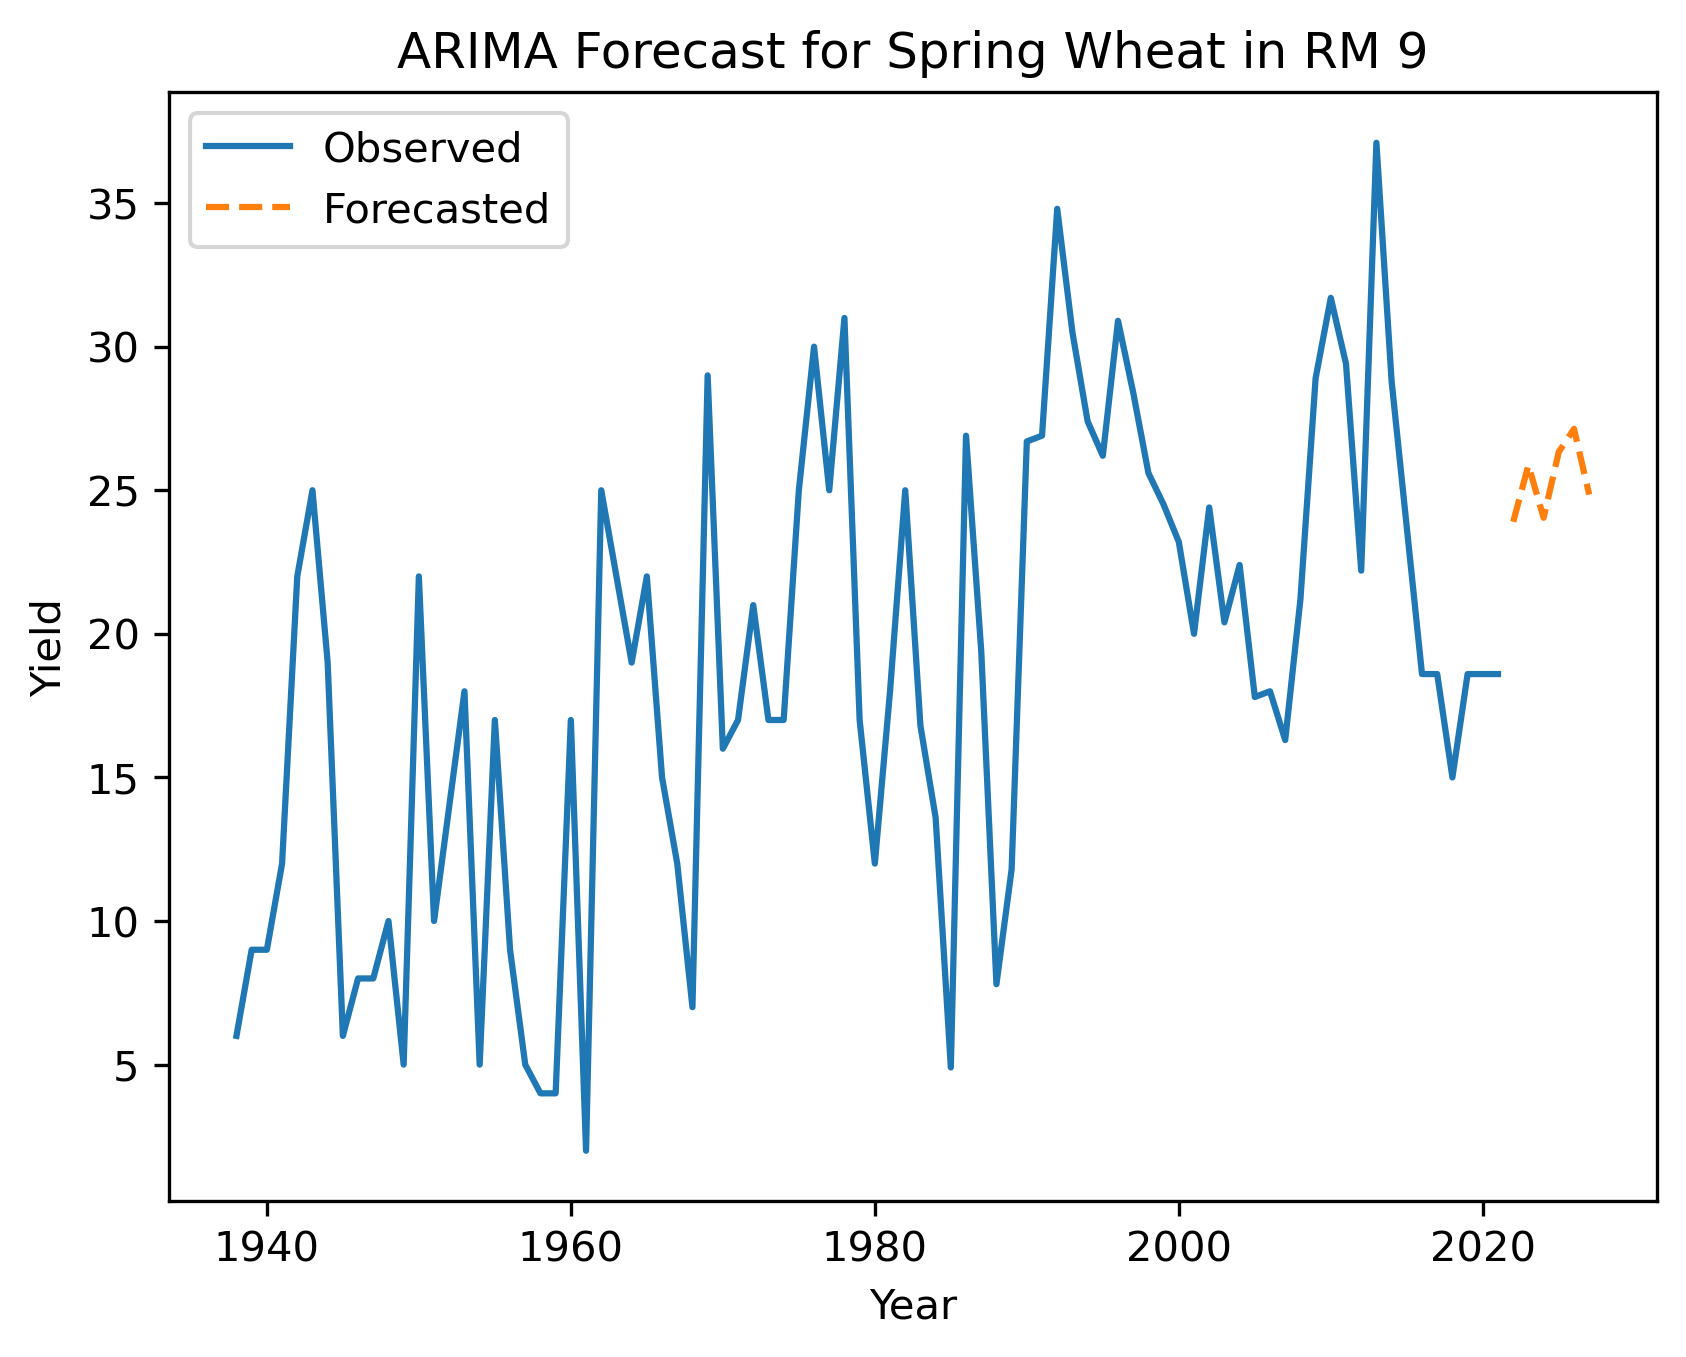 ARIMA Forecast for Spring Wheat in RM 9
Observed
Forecasted
35
30
25
20
15
10
5
Yield
1940 1960 1980 2000 2020
Year